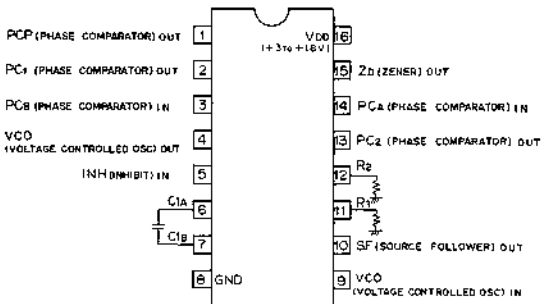 PCP (PHASE COMPARATOR) OUT 1
PC1 (PHASE COMPARATOR) OUT 2
PCB (PHASE COMPARATOR) IN 3
VCO
(VOLTAGE CONTROLLED OSC) OUT 4
INH (INHIBIT) IN 5
C1A 6
C1B 7
8 GND
VDD 16
(+3 TO +18V)
15 ZD (ZENER) OUT
14 PCA (PHASE COMPARATOR) IN
13 PC2 (PHASE COMPARATOR) OUT
12 R2
11 R1
10 SF (SOURCE FOLLOWER) OUT
9 VCO
(VOLTAGE CONTROLLED OSC) IN